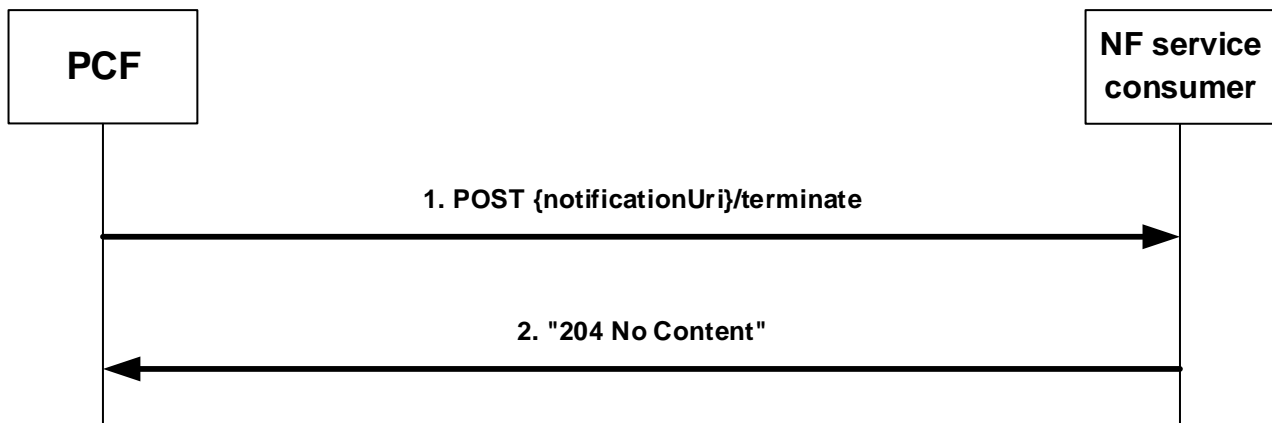 PCF
NF service
consumer
1. POST {notificationUri}/terminate
2. "204 No Content"